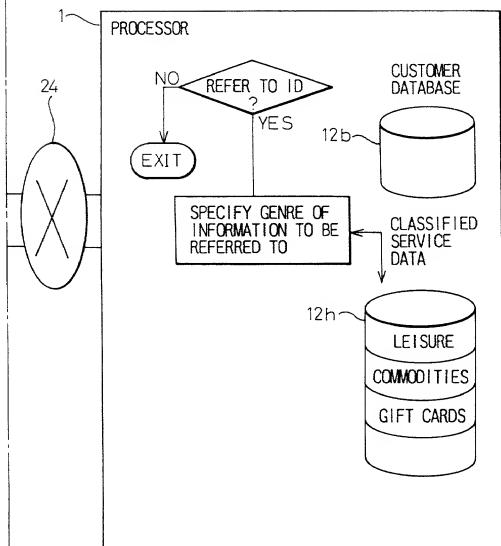 1
PROCESSOR
24
NO
REFER TO ID
?
YES
EXIT
CUSTOMER
DATABASE
12b
SPECIFY GENRE OF
INFORMATION TO BE
REFERRED TO
CLASSIFIED
SERVICE
DATA
12h
LEISURE
COMMODITIES
GIFT CARDS